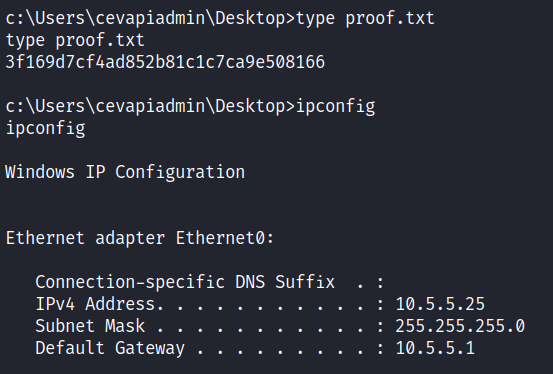 c:\Users\cevapiadmin\Desktop>type proof.txt
type proof.txt
3f169d7cf4ad852b81c1c7ca9e508166
c:\Users\cevapiadmin\Desktop>ipconfig
ipconfig
Windows IP Configuration
Ethernet adapter Ethernet0:
Connection-specific DNS Suffix  . :
IPv4 Address. . . . . . . . . . . : 10.5.5.25
Subnet Mask . . . . . . . . . . . : 255.255.255.0
Default Gateway . . . . . . . . . : 10.5.5.1